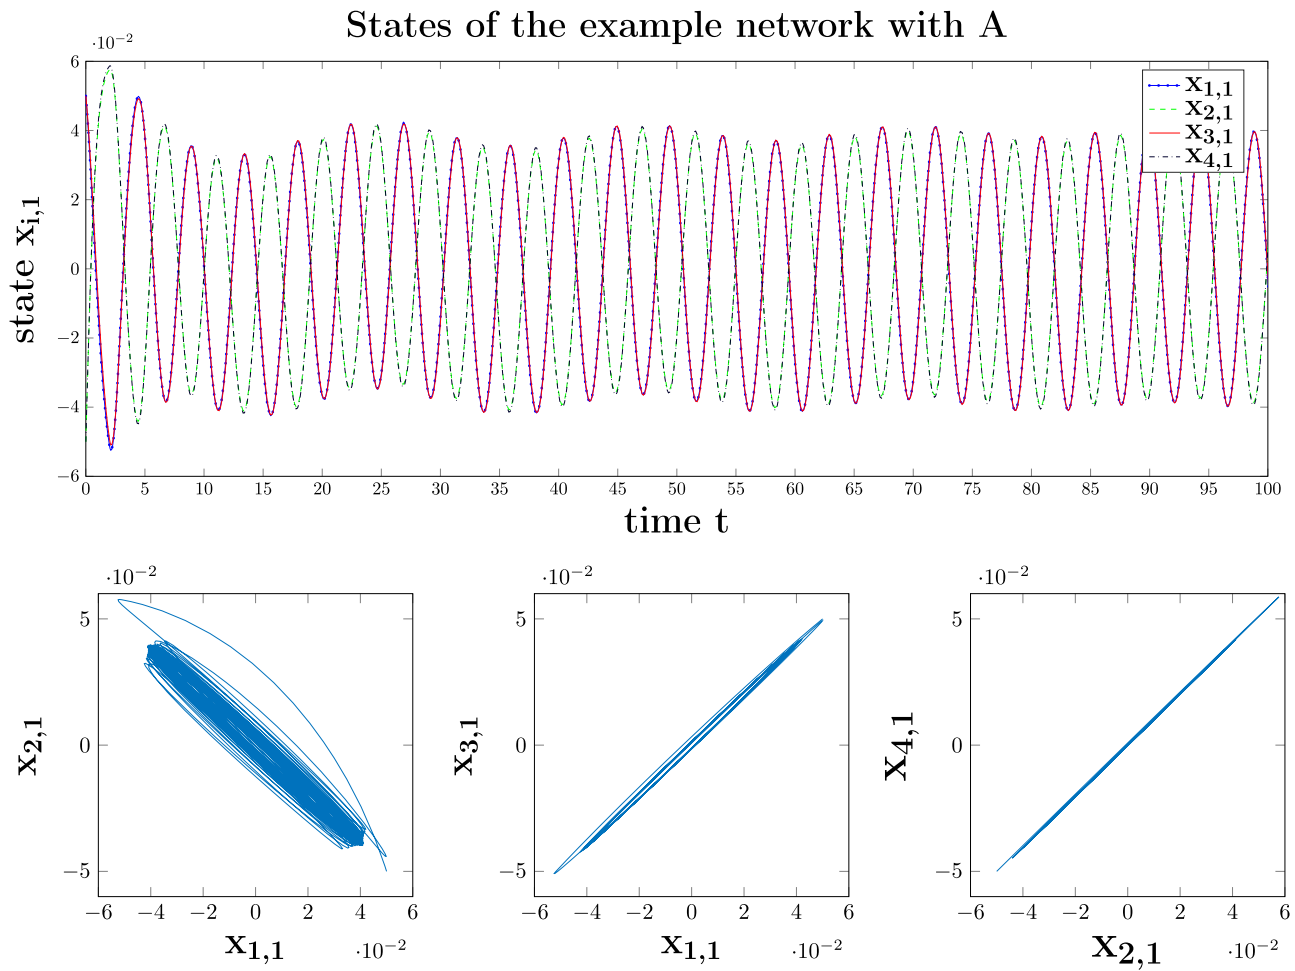 States of the example network with A
·10⁻²
6
4
2
0
−2
−4
−6
state x_{i,1}
x_{1,1}
x_{2,1}
x_{3,1}
x_{4,1}
0 5 10 15 20 25 30 35 40 45 50 55 60 65 70 75 80 85 90 95 100
time t
·10⁻² ·10⁻² ·10⁻²
5
0
−5
x_{2,1}
−6 −4 −2 0 2 4 6
x_{1,1}
·10⁻²
5
0
−5
x_{3,1}
−6 −4 −2 0 2 4 6
x_{1,1}
·10⁻²
5
0
−5
x_{4,1}
−6 −4 −2 0 2 4 6
x_{2,1}
·10⁻²